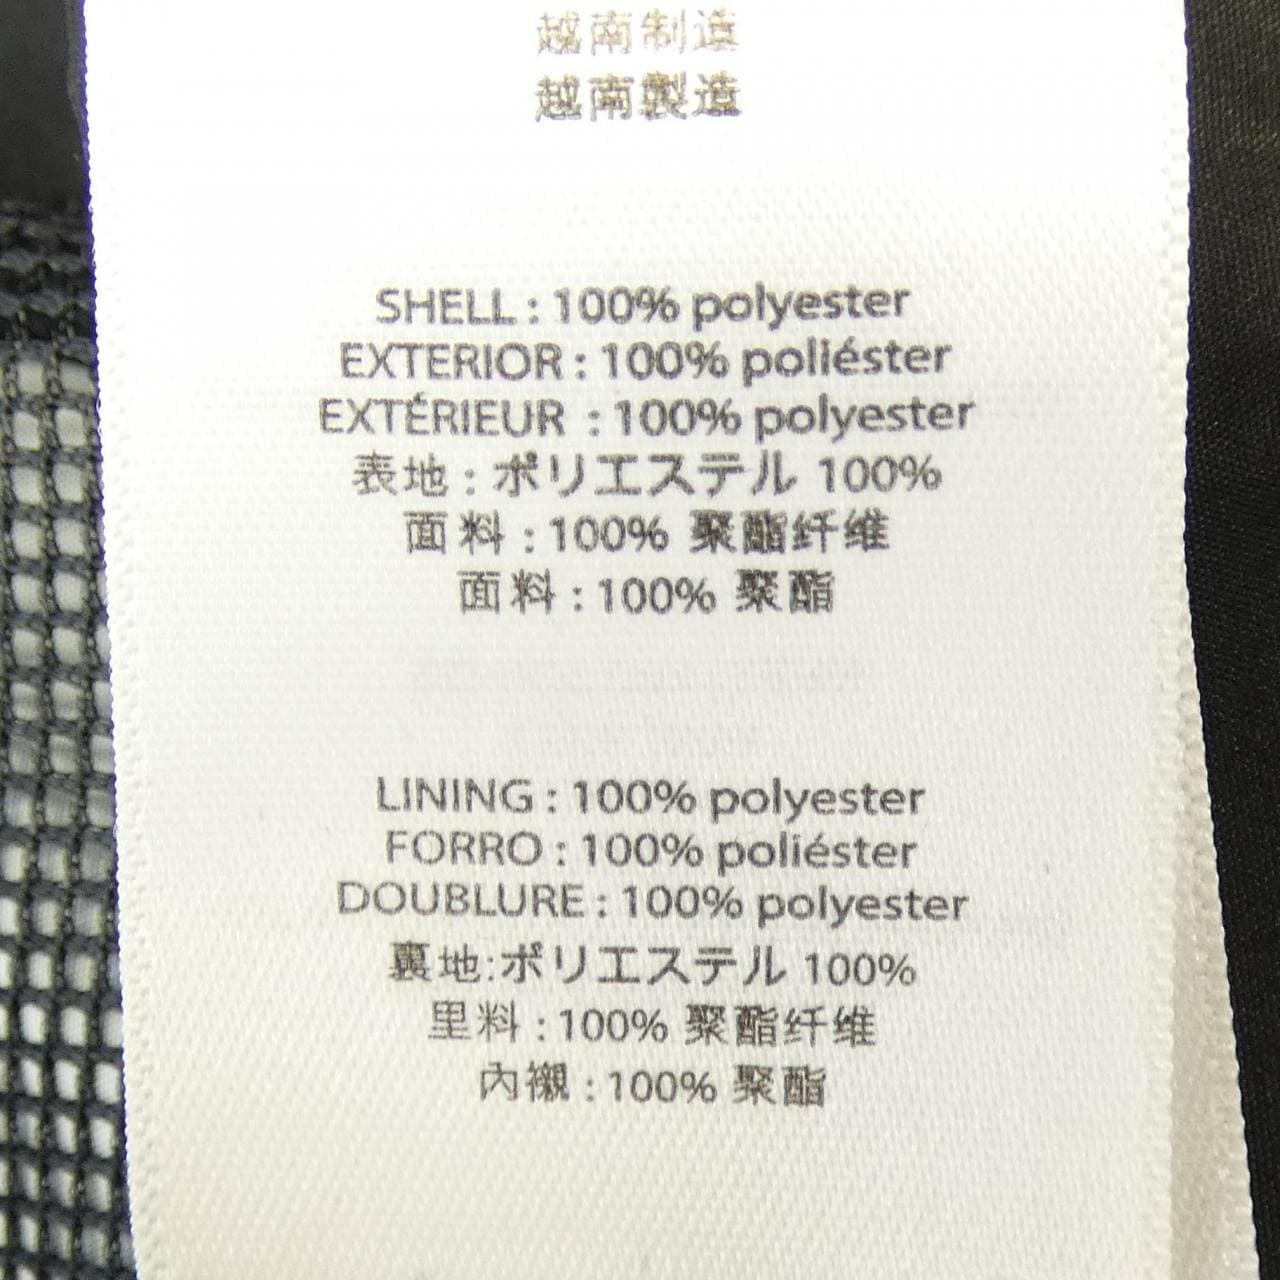 越南制造
越南製造
SHELL : 100% polyester
EXTERIOR : 100% poliéster
EXTÉRIEUR : 100% polyester
表地 : ポリエステル 100%
面料 : 100% 聚酯纤维
面料 : 100% 聚酯
LINING : 100% polyester
FORRO : 100% poliéster
DOUBLURE : 100% polyester
裏地:ポリエステル 100%
里料 : 100% 聚酯纤维
內襯 : 100% 聚酯